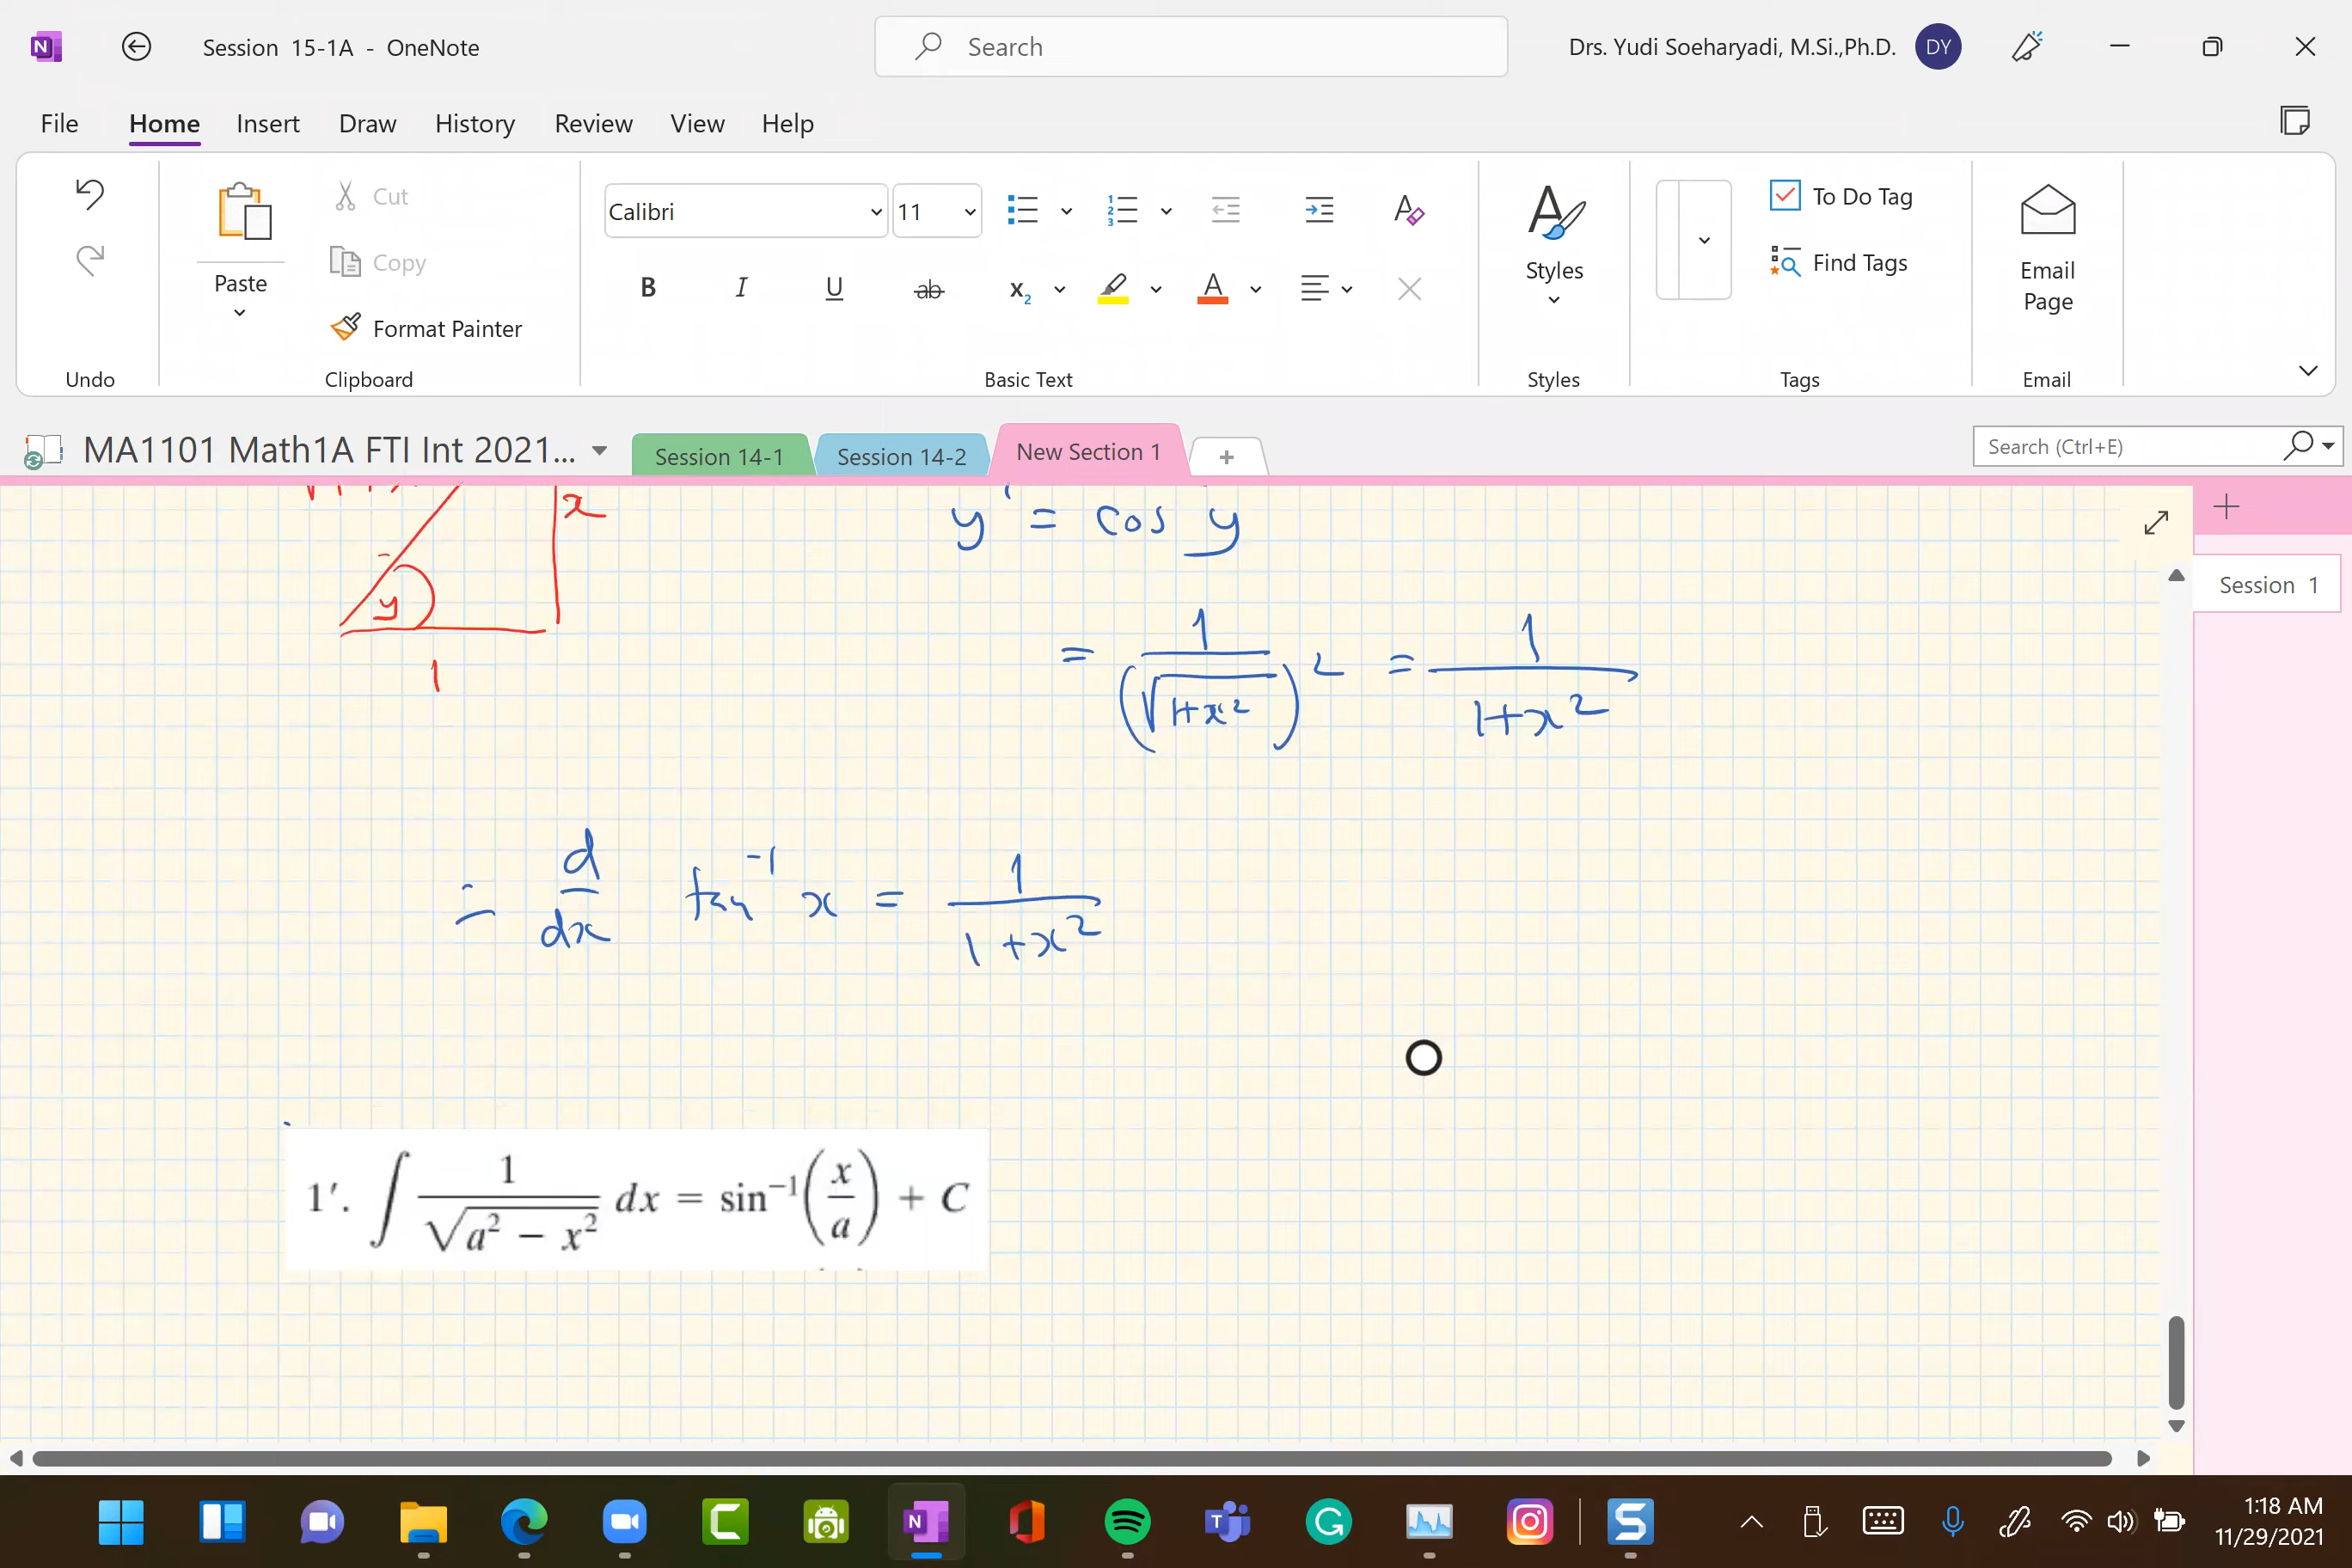 Session 15-1A - OneNote
Search
Drs. Yudi Soeharyadi, M.Si.,Ph.D. DY
File Home Insert Draw History Review View Help
Paste
Cut
Copy
Format Painter
Calibri 11
B I U ab x₂ A
Styles
To Do Tag
Find Tags
Email
Page
Undo Clipboard Basic Text Styles Tags Email
MA1101 Math1A FTI Int 2021... Session 14-1 Session 14-2 New Section 1 + Search (Ctrl+E)
Session 1
x
y
1
y' = cos y
= 1/(√(1+x²))² = 1/(1+x²)
d/dx tan⁻¹ x = 1/(1+x²)
1′. ∫ 1/√(a² − x²) dx = sin⁻¹(x/a) + C
1:18 AM
11/29/2021